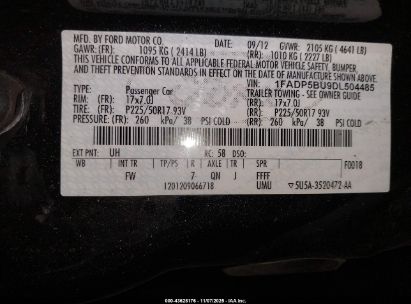 MFD. BY FORD MOTOR CO.
DATE: 09/12 GVWR: 2105 KG (4641 LB)
GAWR: (FR): 1095 KG (2414 LB) (RR): 1010 KG (2227 LB)
THIS VEHICLE CONFORMS TO ALL APPLICABLE FEDERAL MOTOR VEHICLE SAFETY, BUMPER,
AND THEFT PREVENTION STANDARDS IN EFFECT ON THE DATE OF MANUFACTURE SHOWN ABOVE.
VIN: 1FADP5BU9DL504485
TYPE: Passenger Car TRAILER TOWING - SEE OWNER GUIDE
RIM: (FR): 17x7.0J (RR): 17x7.0J
TIRE: (FR): P225/50R17 93V (RR): P225/50R17 93V
PRESSURE: (FR): 260 kPa/ 38 PSI COLD (RR): 260 kPa/ 38 PSI COLD
EXT PNT: UH RC: 58 DSO:
F0018
WB INT TR TP/PS R AXLE TR SPR
FW 7 QN J FFFF
1201209066718 UMU 5U5A-3520472-AA
IAA 43628176 - 11/07/2025 - iaai.com